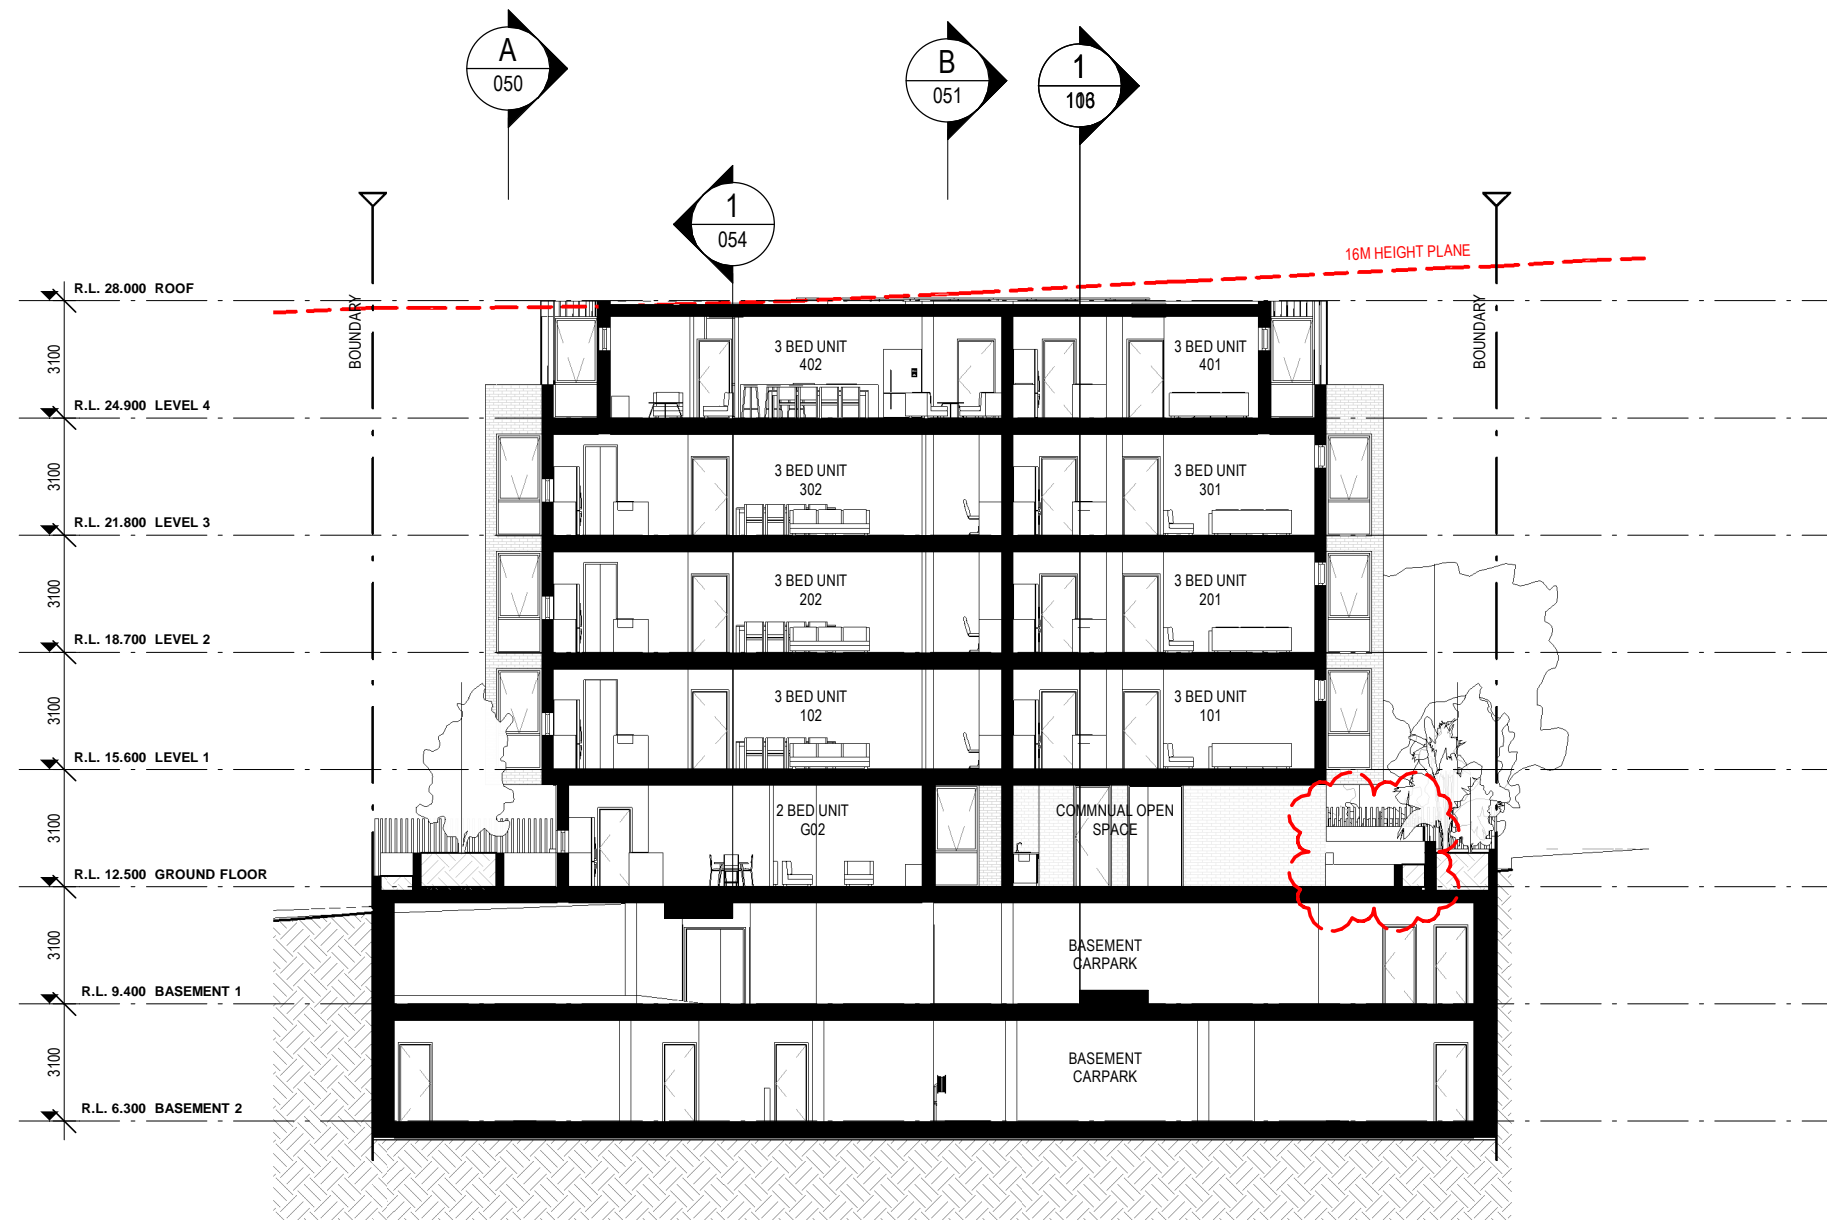 A
050
B
051
1
1
054
16M HEIGHT PLANE
R.L. 28.000 ROOF
BOUNDARY
BOUNDARY
3100
3 BED UNIT
402
3 BED UNIT
401
R.L. 24.900 LEVEL 4
3100
3 BED UNIT
302
3 BED UNIT
301
R.L. 21.800 LEVEL 3
3100
3 BED UNIT
202
3 BED UNIT
201
R.L. 18.700 LEVEL 2
3100
3 BED UNIT
102
3 BED UNIT
101
R.L. 15.600 LEVEL 1
3100
2 BED UNIT
G02
COMMNUAL OPEN
SPACE
R.L. 12.500 GROUND FLOOR
3100
BASEMENT
CARPARK
R.L. 9.400 BASEMENT 1
3100
BASEMENT
CARPARK
R.L. 6.300 BASEMENT 2